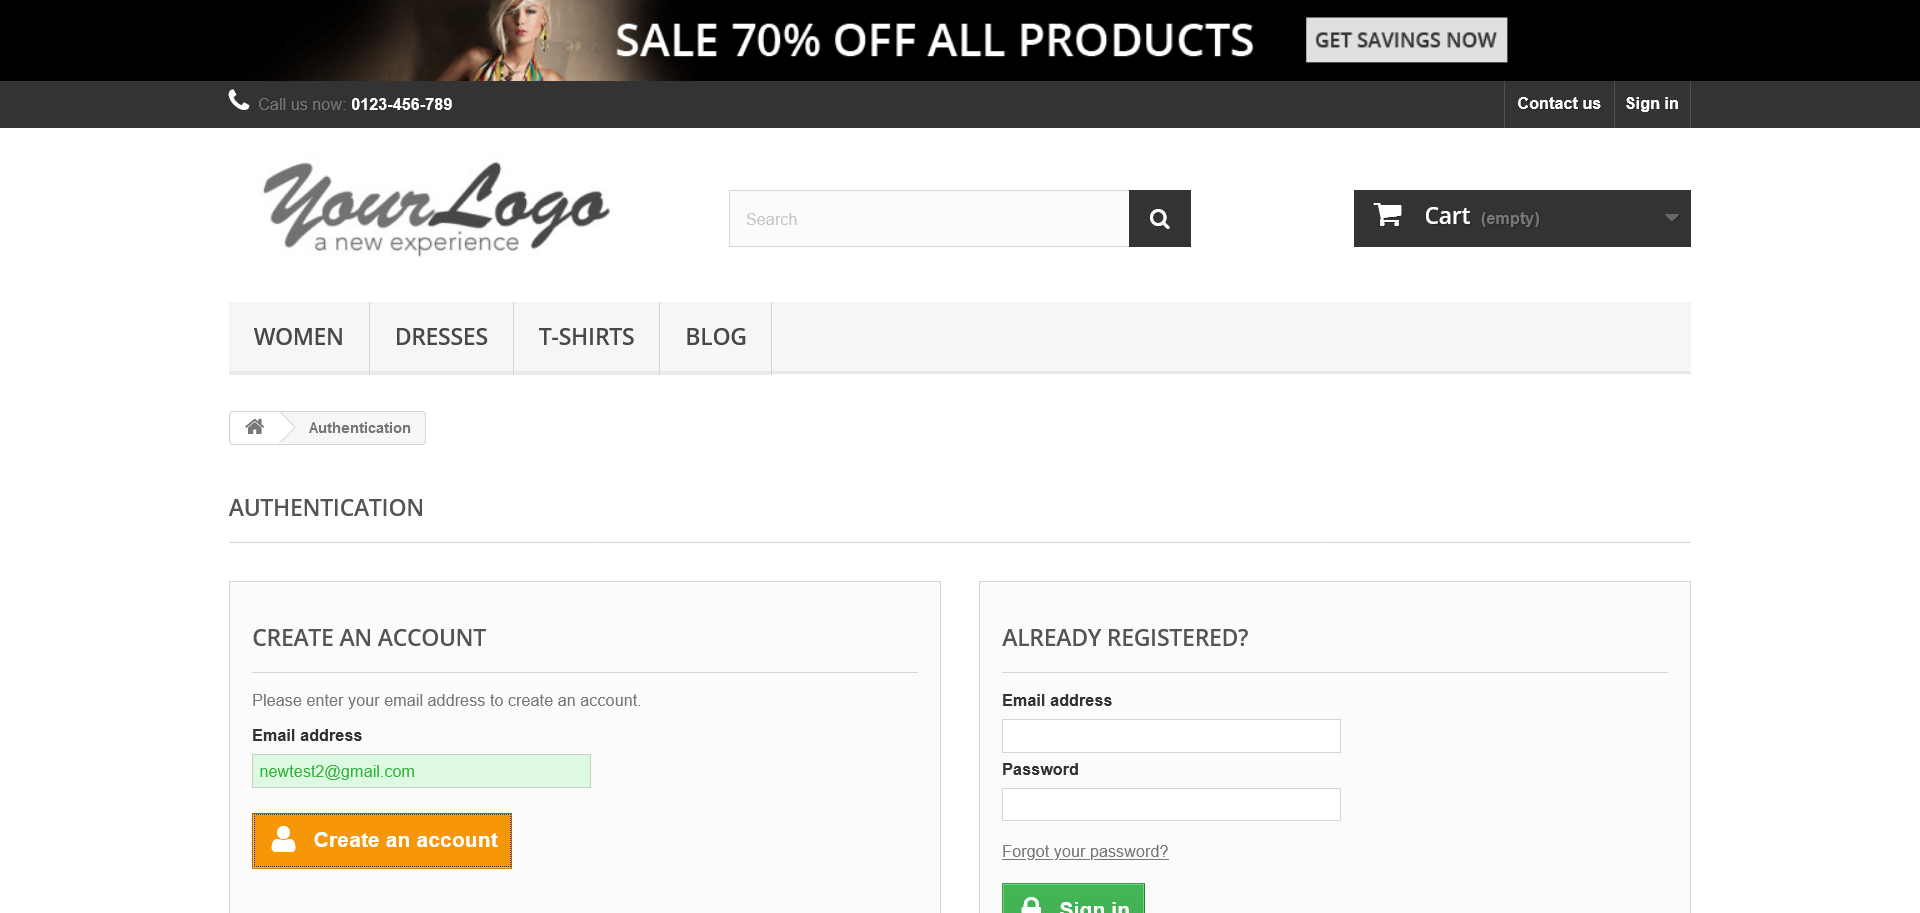 SALE 70% OFF ALL PRODUCTS
GET SAVINGS NOW
Call us now: 0123-456-789
Contact us
Sign in
Your Logo
a new experience
Search
Cart (empty)
WOMEN
DRESSES
T-SHIRTS
BLOG
Authentication
AUTHENTICATION
CREATE AN ACCOUNT
Please enter your email address to create an account.
Email address
newtest2@gmail.com
Create an account
ALREADY REGISTERED?
Email address
Password
Forgot your password?
Sign in